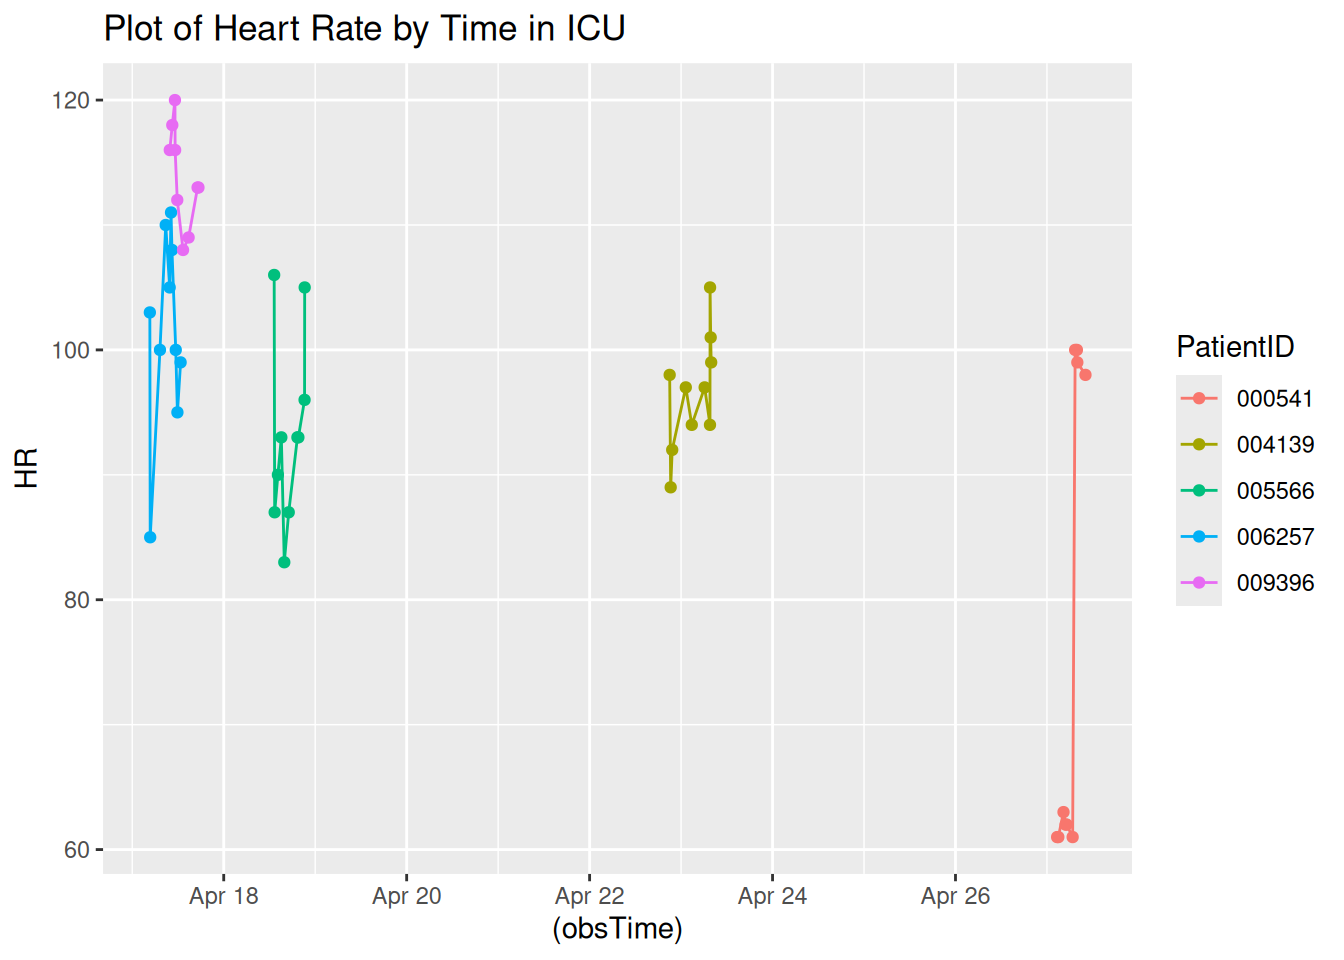 Plot of Heart Rate by Time in ICU
120
100
80
60
HR
Apr 18
Apr 20
Apr 22
Apr 24
Apr 26
(obsTime)
PatientID
000541
004139
005566
006257
009396